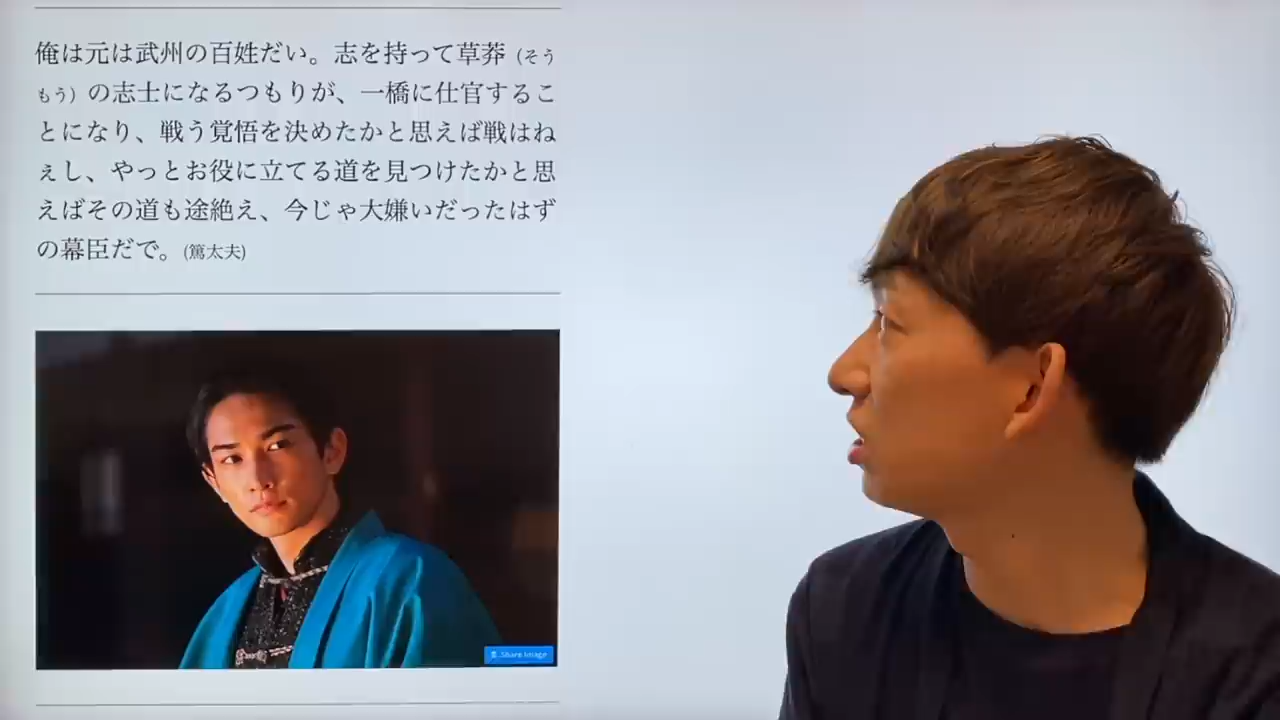 俺は元は武州の百姓だい。志を持って草莽（そう
もう）の志士になるつもりが、一橋に仕官するこ
とになり、戦う覚悟を決めたかと思えば戦はね
ぇし、やっとお役に立てる道を見つけたかと思
えばその道も途絶え、今じゃ大嫌いだったはず
の幕臣だで。(篤太夫)
Share Image